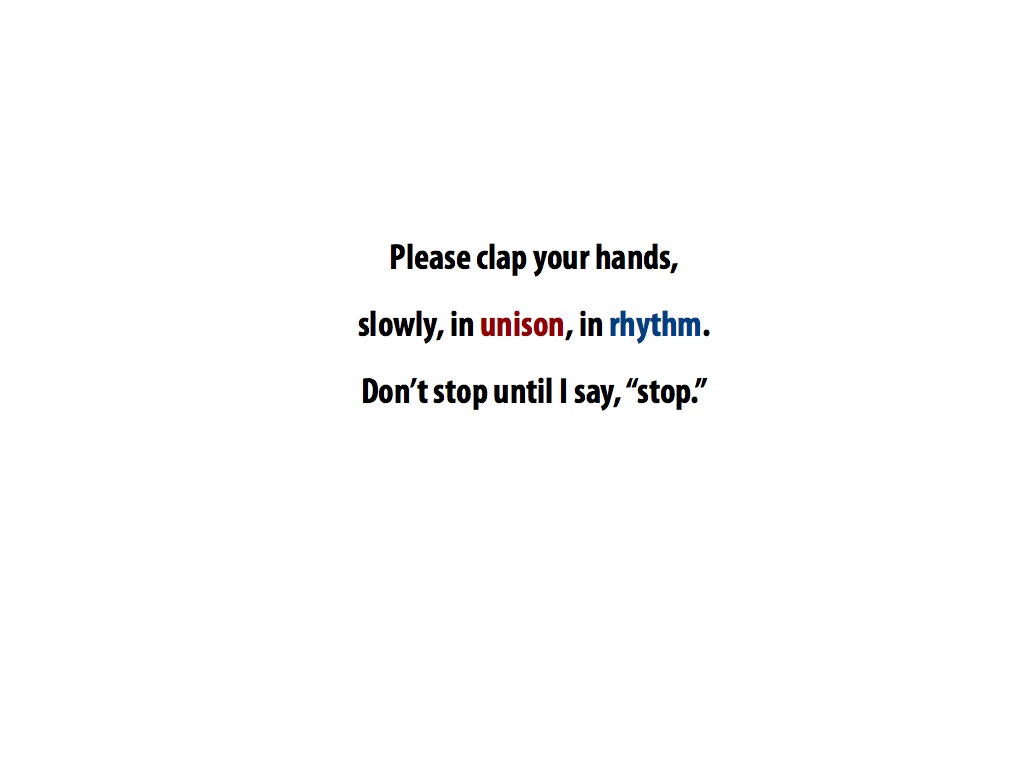 Please clap your hands,
slowly, in unison, in rhythm.
Don’t stop until I say, “stop.”